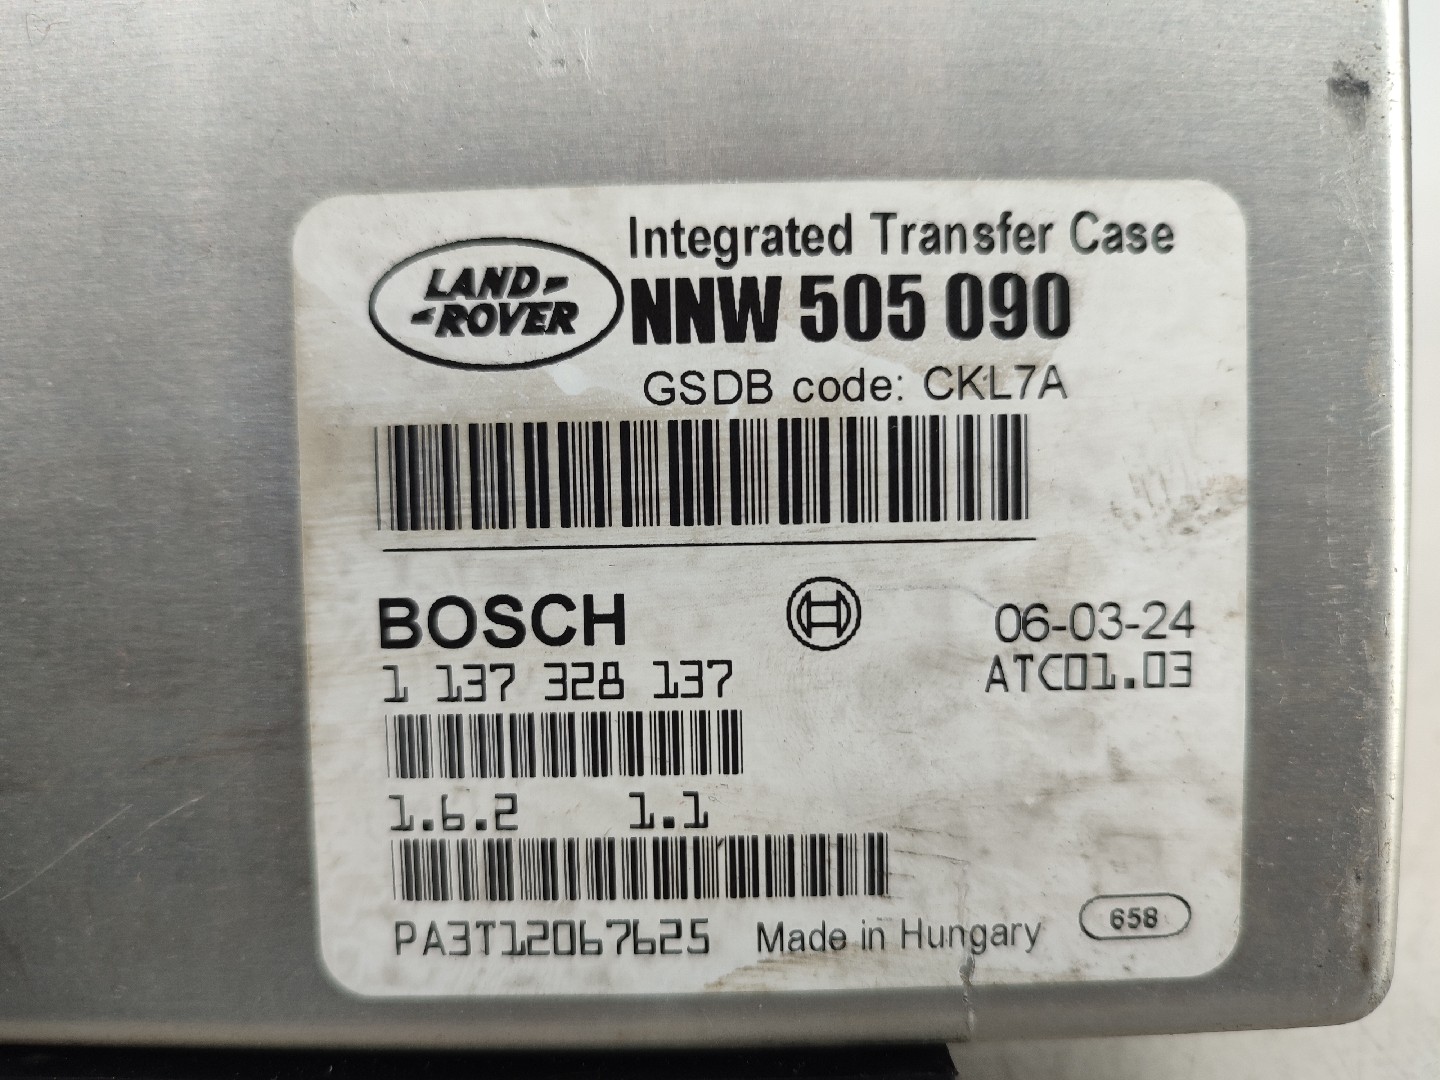 Integrated Transfer Case
LAND-
-ROVER
NNW 505 090
GSDB code: CKL7A
BOSCH
06-03-24
1 137 328 137
ATC01.03
1.6.2 1.1
PA3T12067625 Made in Hungary 658